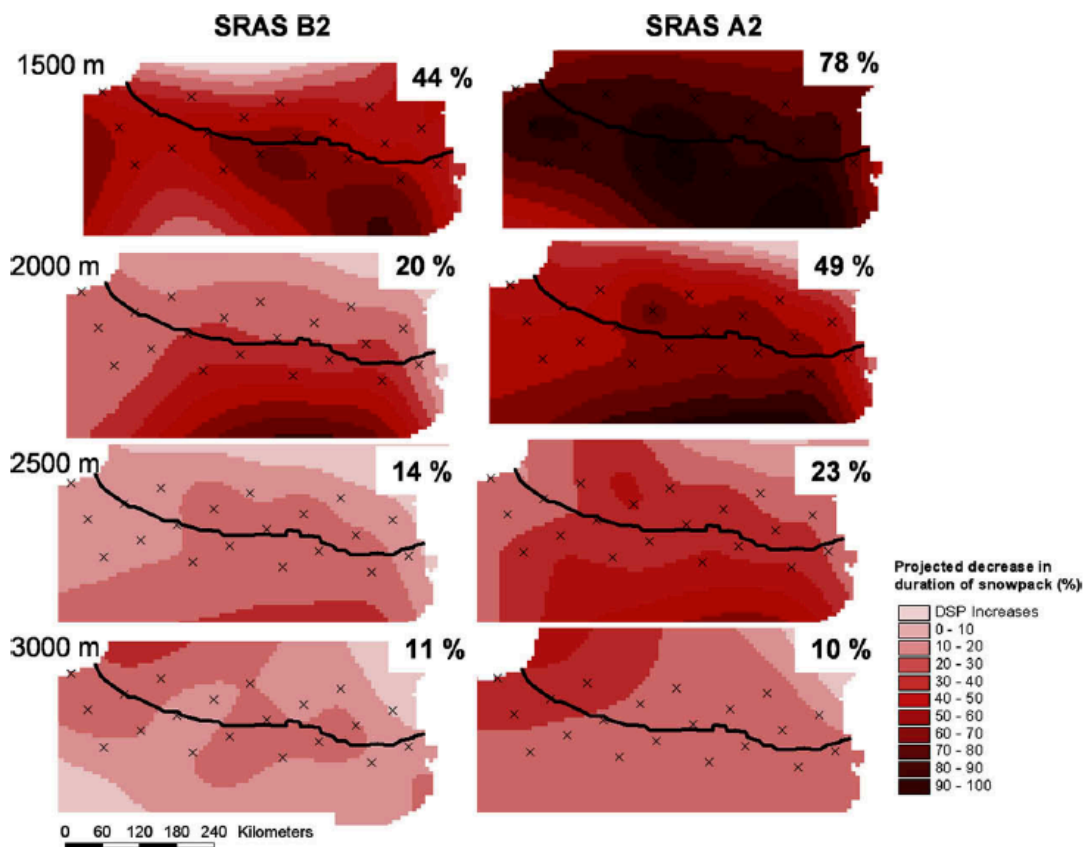 SRAS B2
SRAS A2
1500 m
44 %
78 %
2000 m
20 %
49 %
2500 m
14 %
23 %
3000 m
11 %
10 %
Projected decrease in
duration of snowpack (%)
DSP Increases
0 - 10
10 - 20
20 - 30
30 - 40
40 - 50
50 - 60
60 - 70
70 - 80
80 - 90
90 - 100
0 60 120 180 240 Kilometers